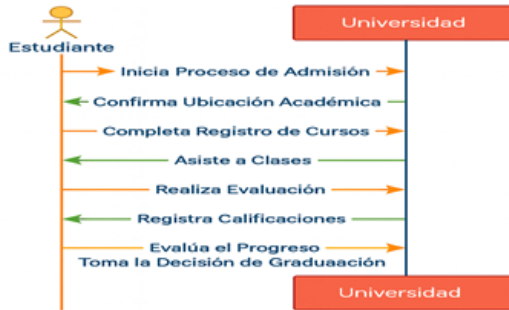 Universidad
Estudiante
Inicia Proceso de Admisión
Confirma Ubicación Académica
Completa Registro de Cursos
Asiste a Clases
Realiza Evaluación
Registra Calificaciones
Evalúa el Progreso
Toma la Decisión de Graduaación
Universidad